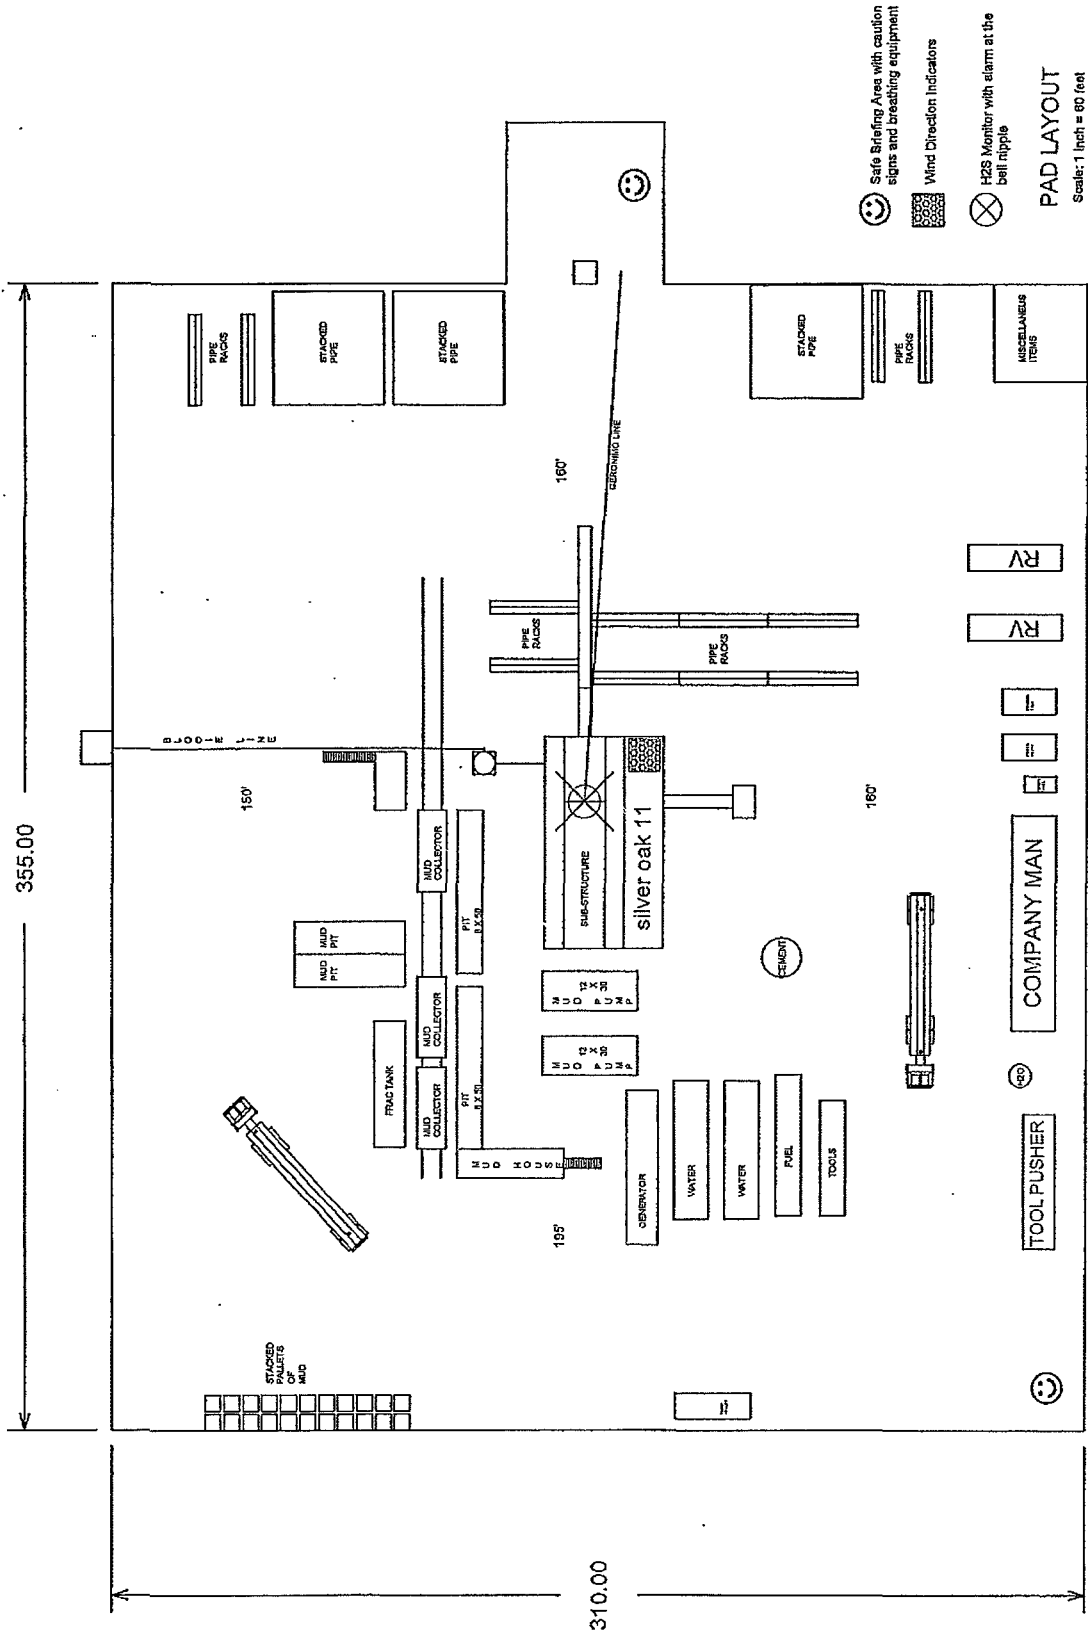 355.00
310.00
PIPE
RACKS
STACKED
PIPE
STACKED
PIPE
160'
GERONIMO LINE
BLOOIE LINE
150'
PIPE
RACKS
PIPE
RACKS
STACKED
PIPE
PIPE
RACKS
MISCELLANEUS
ITEMS
MUD
PIT
MUD
PIT
FRAC TANK
MUD
COLLECTOR
MUD
COLLECTOR
MUD
COLLECTOR
PIT
8 X 50
PIT
8 X 50
MUD HOUSE
SUB-STRUCTURE
silver oak 11
MUD PUMP
12 X 30
MUD PUMP
12 X 30
CEMENT
160'
195'
GENERATOR
WATER
WATER
FUEL
TOOLS
STACKED
PALLETS
OF
MUD
RV
RV
COMPANY MAN
H2O
TOOL PUSHER
Safe Briefing Area with caution
signs and breathing equipment
Wind Direction Indicators
H2S Monitor with alarm at the
bell nipple
PAD LAYOUT
Scale: 1 inch = 60 feet